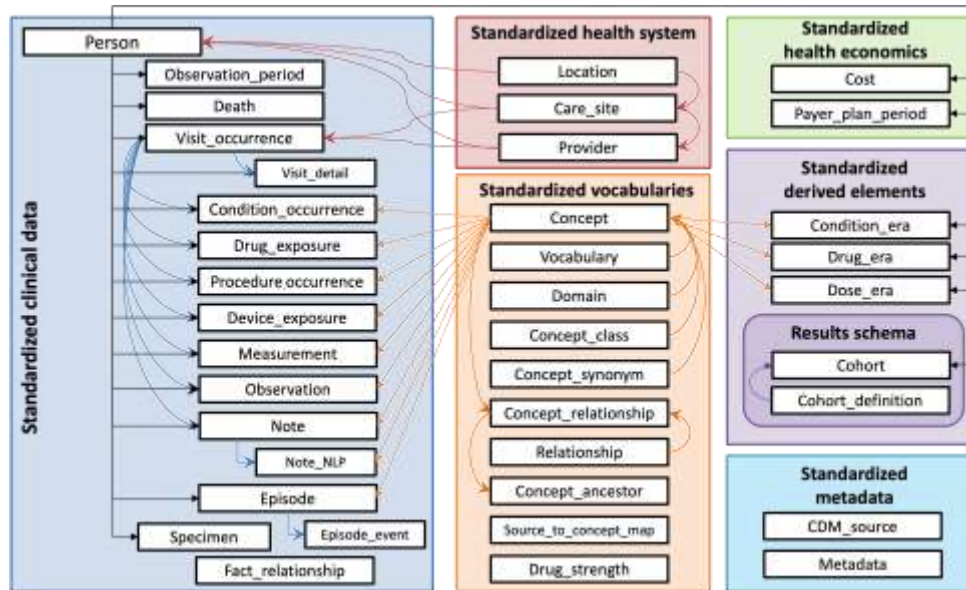 Standardized clinical data
Person
Observation_period
Death
Visit_occurrence
Visit_detail
Condition_occurrence
Drug_exposure
Procedure_occurrence
Device_exposure
Measurement
Observation
Note
Note_NLP
Episode
Episode_event
Specimen
Fact_relationship
Standardized health system
Location
Care_site
Provider
Standardized vocabularies
Concept
Vocabulary
Domain
Concept_class
Concept_synonym
Concept_relationship
Relationship
Concept_ancestor
Source_to_concept_map
Drug_strength
Standardized
health economics
Cost
Payer_plan_period
Standardized
derived elements
Condition_era
Drug_era
Dose_era
Results schema
Cohort
Cohort_definition
Standardized
metadata
CDM_source
Metadata